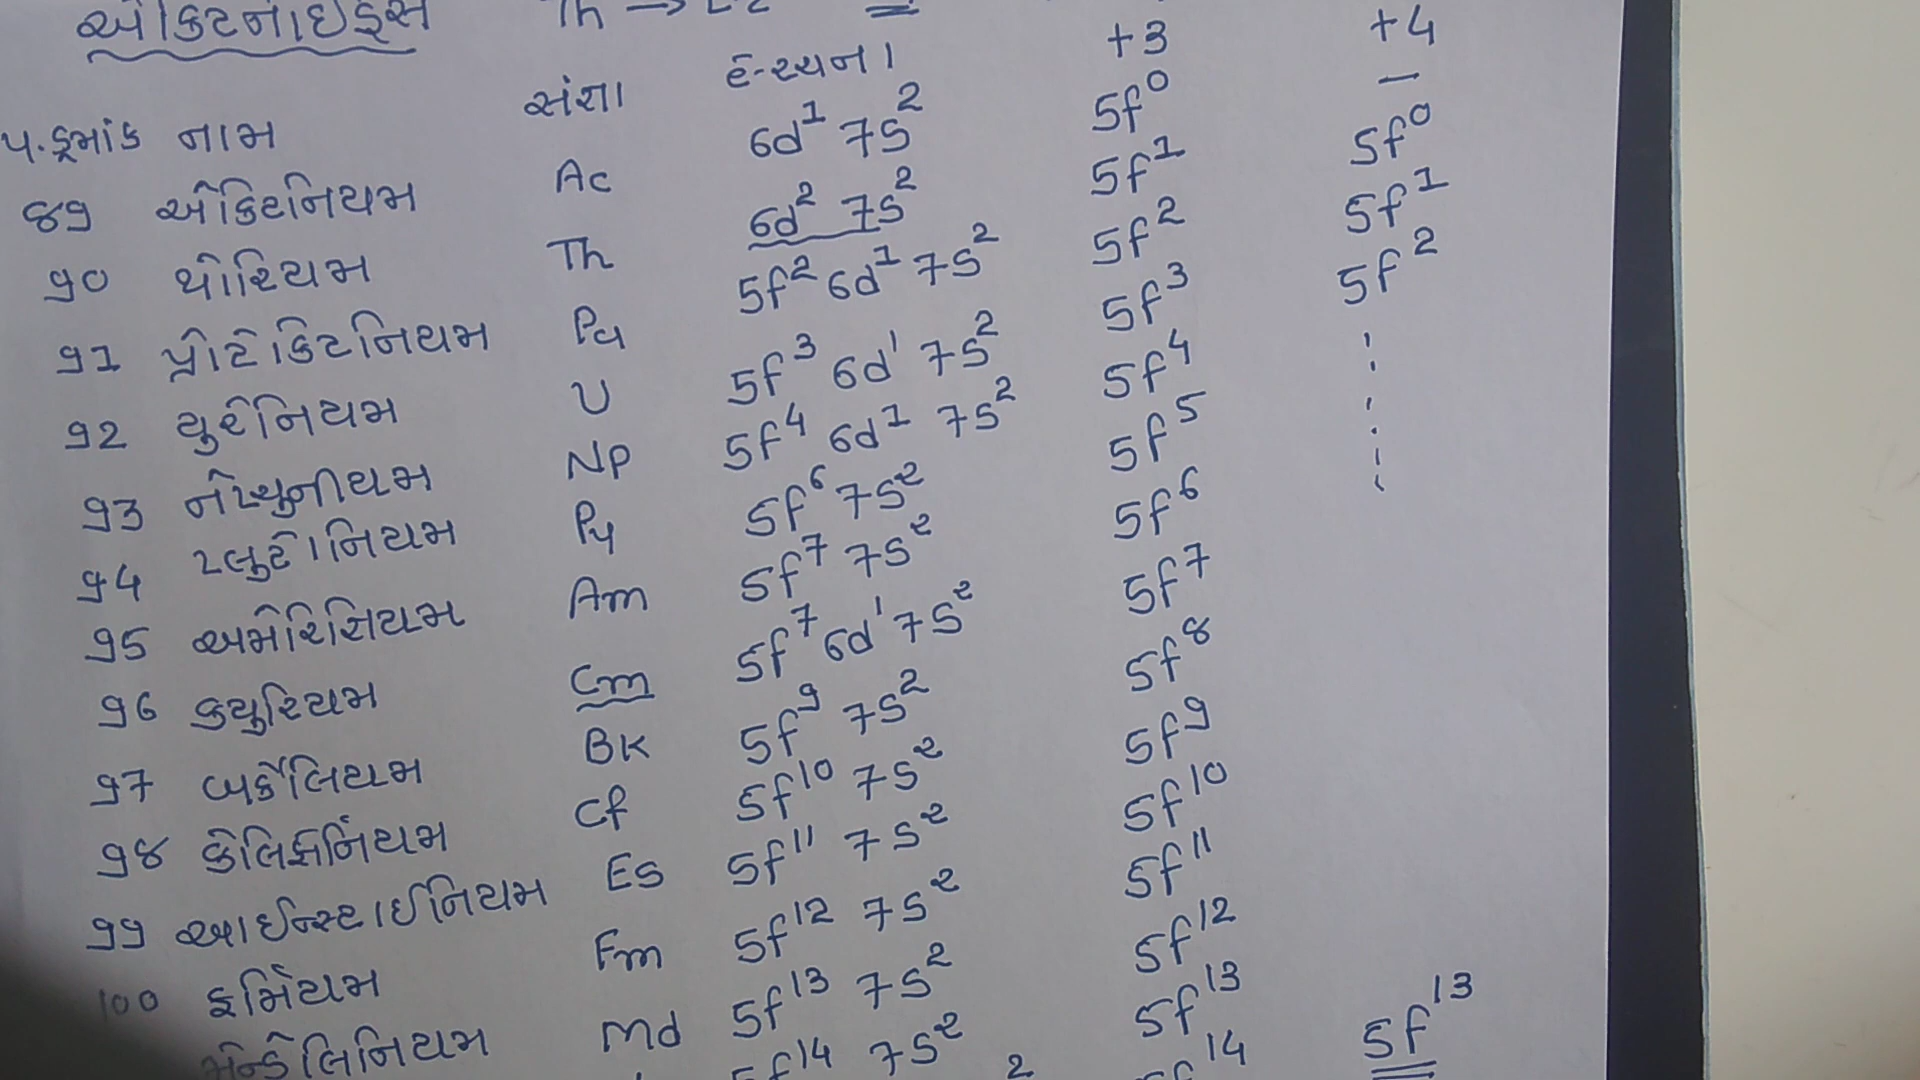 એક્ટિનાઇડ્સ Th →
પ.ક્રમાંક નામ સંજ્ઞા ઈ-રચના +3 +4
89 એક્ટિનિયમ Ac 6d¹ 7s² 5f⁰ —
90 થોરિયમ Th 6d² 7s² 5f¹ 5f⁰
91 પ્રોટેક્ટિનિયમ Pa 5f² 6d¹ 7s² 5f² 5f¹
92 યુરેનિયમ U 5f³ 6d¹ 7s² 5f³ 5f²
93 નેપ્ચુનીયમ Np 5f⁴ 6d¹ 7s² 5f⁴
94 પ્લુટોનિયમ Pu 5f⁶ 7s² 5f⁵
95 અમેરિસિયમ Am 5f⁷ 7s² 5f⁶
96 ક્યુરિયમ Cm 5f⁷ 6d¹ 7s² 5f⁷
97 બર્કેલિયમ BK 5f⁹ 7s² 5f⁸
98 કેલિફોર્નિયમ Cf 5f¹⁰ 7s² 5f⁹
99 આઈન્સ્ટાઈનિયમ Es 5f¹¹ 7s² 5f¹⁰
100 ફર્મિયમ Fm 5f¹² 7s² 5f¹¹
મેન્ડેલિનિયમ Md 5f¹³ 7s² 5f¹²
5f¹⁴ 7s² 5f¹³
2 5f¹⁴ 5f¹³